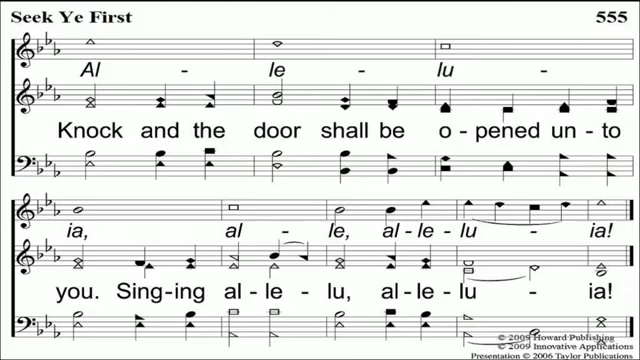 Seek Ye First 555
Al - le - lu -
Knock and the door shall be o - pened un - to
ia, al - le, al - le - lu - ia!
you. Sing-ing al - le - lu, al - le - lu - ia!
© 2009 Howard Publishing
© 2009 Innovative Applications
Presentation © 2006 Taylor Publications